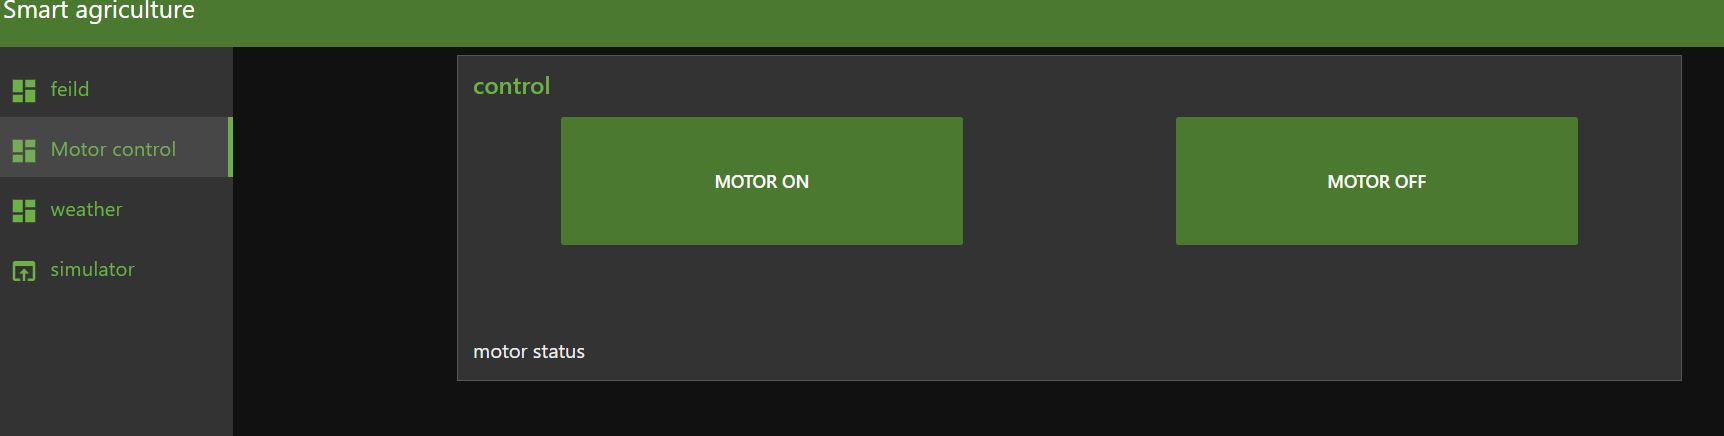 Smart agriculture
feild
Motor control
weather
simulator
control
MOTOR ON
MOTOR OFF
motor status